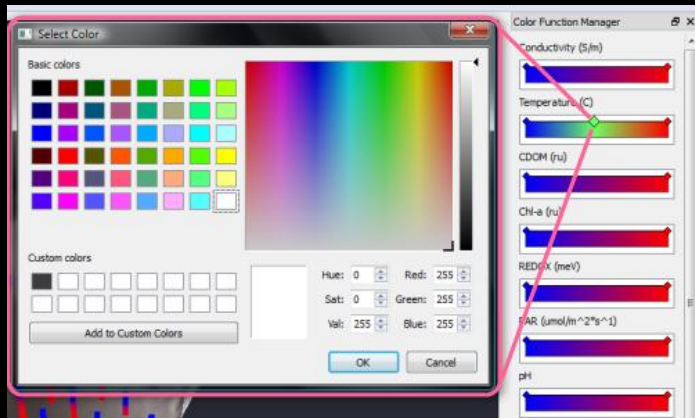 Select Color
Basic colors
Custom colors
Add to Custom Colors
Hue: 0
Red: 255
Sat: 0
Green: 255
Val: 255
Blue: 255
OK
Cancel
Color Function Manager
Conductivity (S/m)
Temperature (C)
CDOM (ru)
Chl-a (ru)
REDOX (meV)
PAR (umol/m^2*s^1)
pH